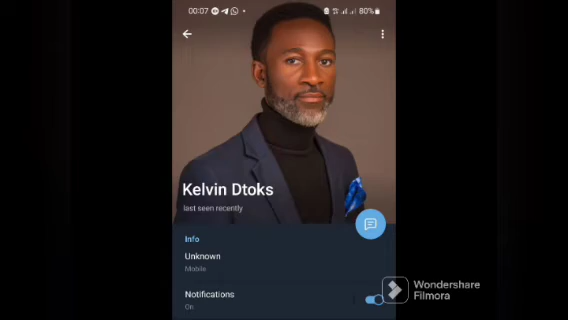 00:07
80%
Kelvin Dtoks
last seen recently
Info
Unknown
Mobile
Notifications
On
Wondershare
Filmora